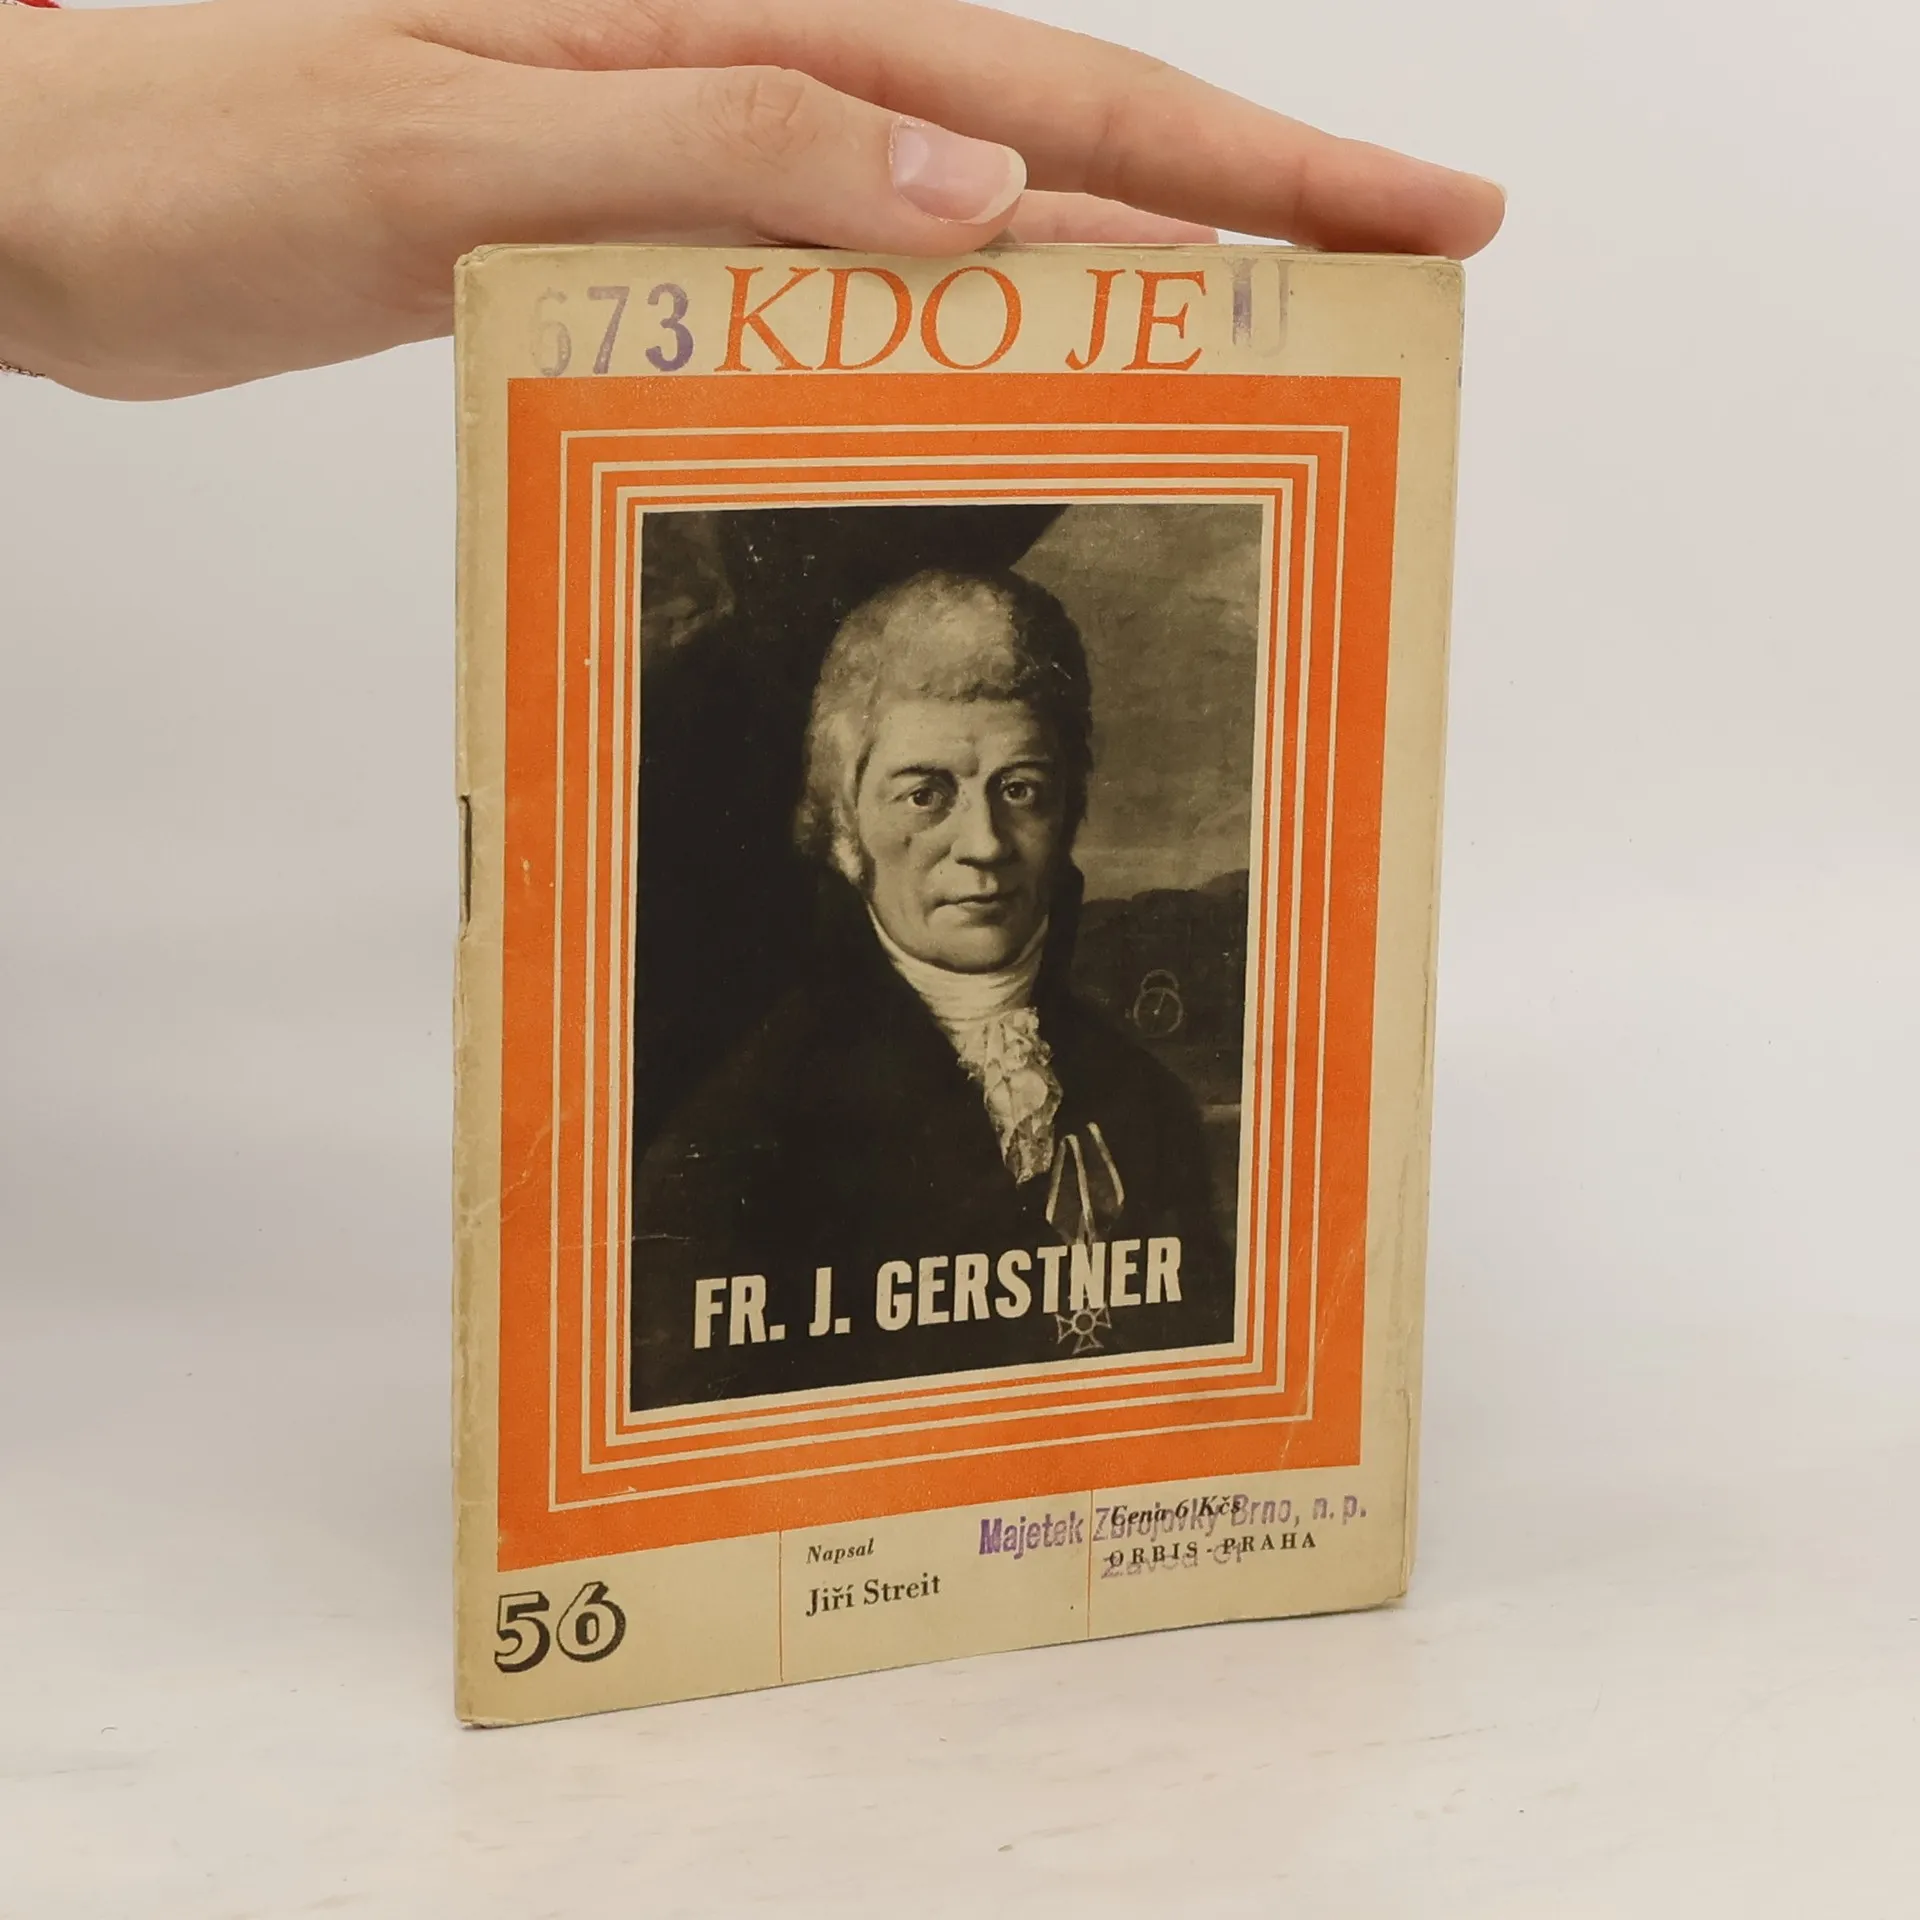 673 KDO JE U
FR. J. GERSTNER
56
Napsal
Jiří Streit
Majetek Zbrojovky Brno, n. p.
Cena 6 Kčs
ORBIS - PRAHA